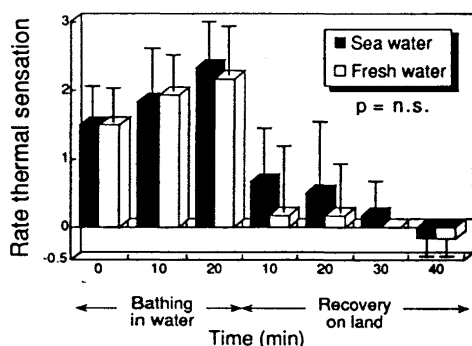 Rate thermal sensation
3
2
1
0
-0.5
Sea water
Fresh water
p = n.s.
0 10 20 10 20 30 40
Bathing in water
Recovery on land
Time (min)